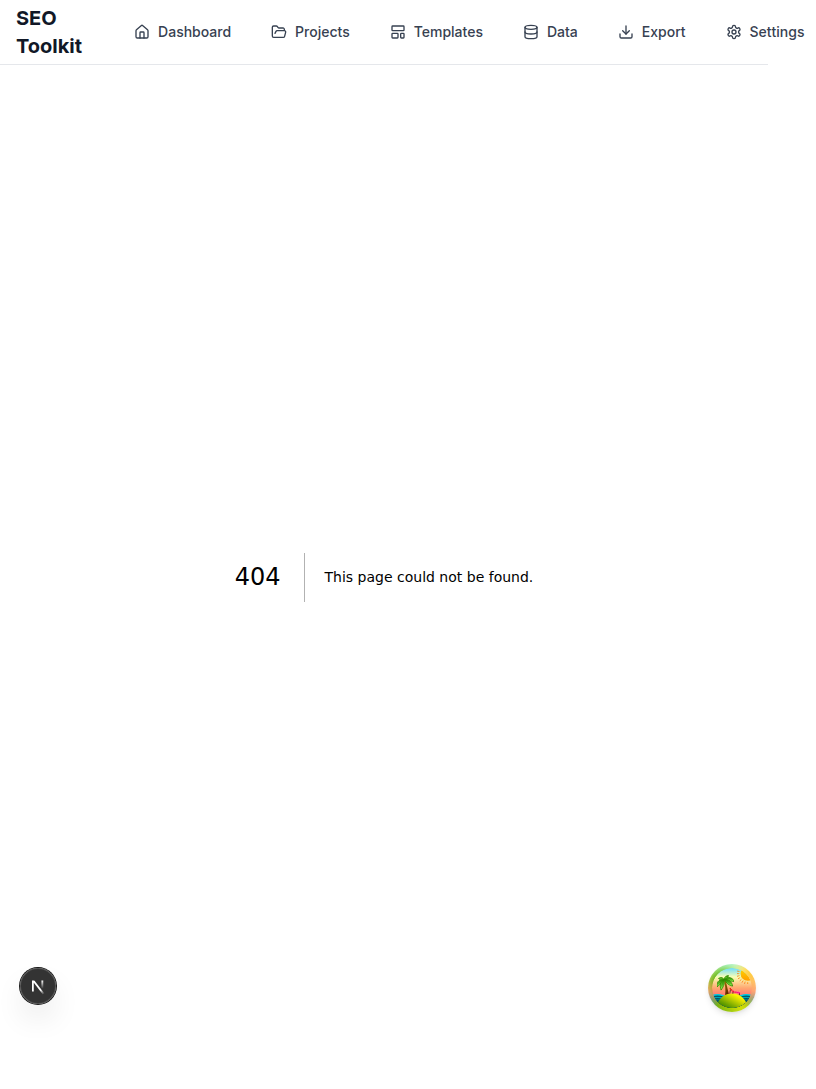 SEO
Toolkit
Dashboard
Projects
Templates
Data
Export
Settings
404
This page could not be found.
N